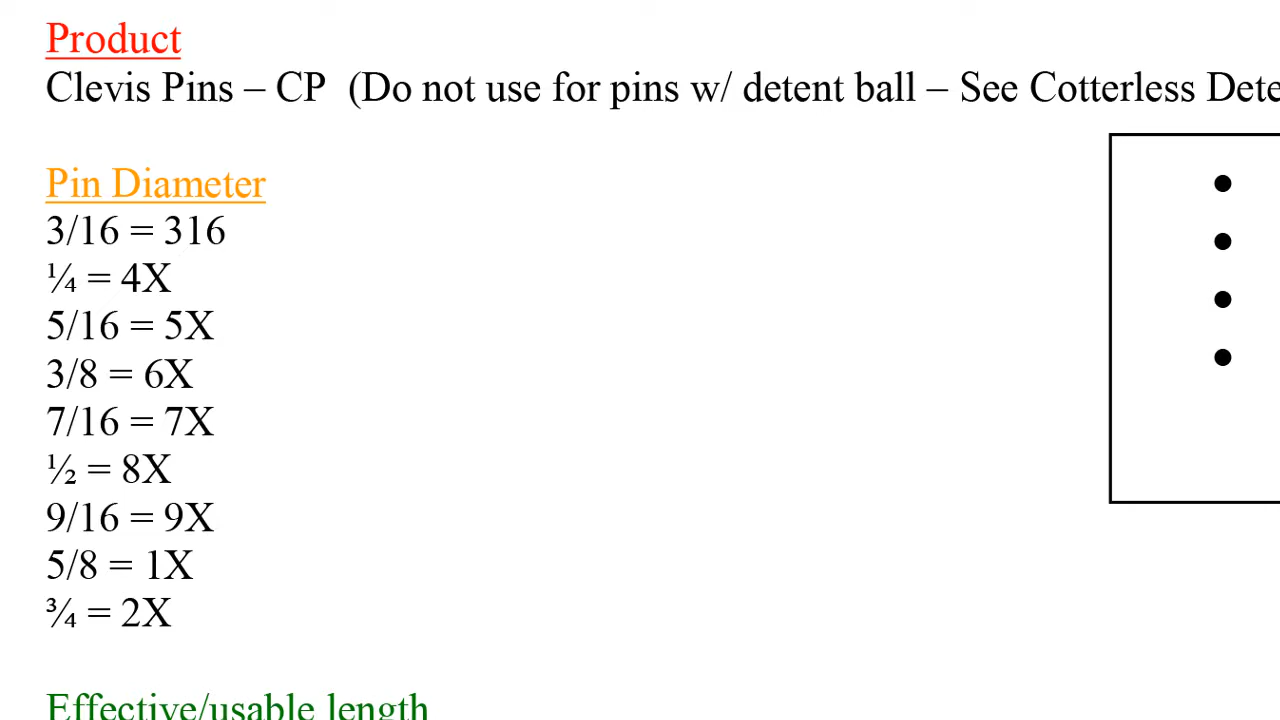 Product
Clevis Pins – CP (Do not use for pins w/ detent ball – See Cotterless
Pin Diameter
3/16 = 316
•
¼ = 4X
•
5/16 = 5X
•
3/8 = 6X
•
7/16 = 7X
½ = 8X
9/16 = 9X
5/8 = 1X
¾ = 2X
Effective/usable length